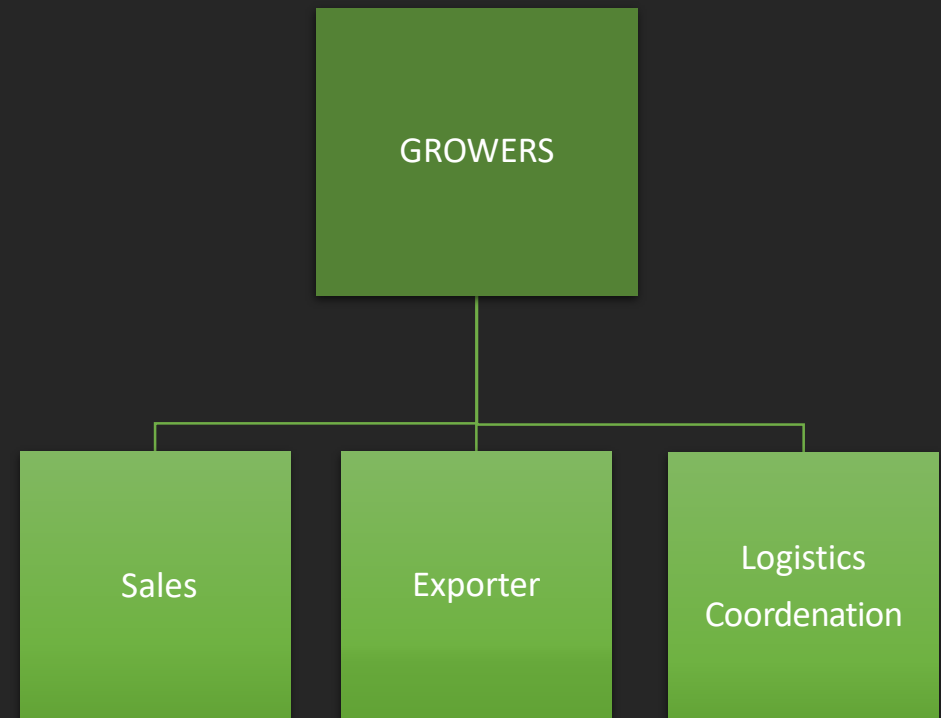 GROWERS
Sales
Exporter
Logistics
Coordenation